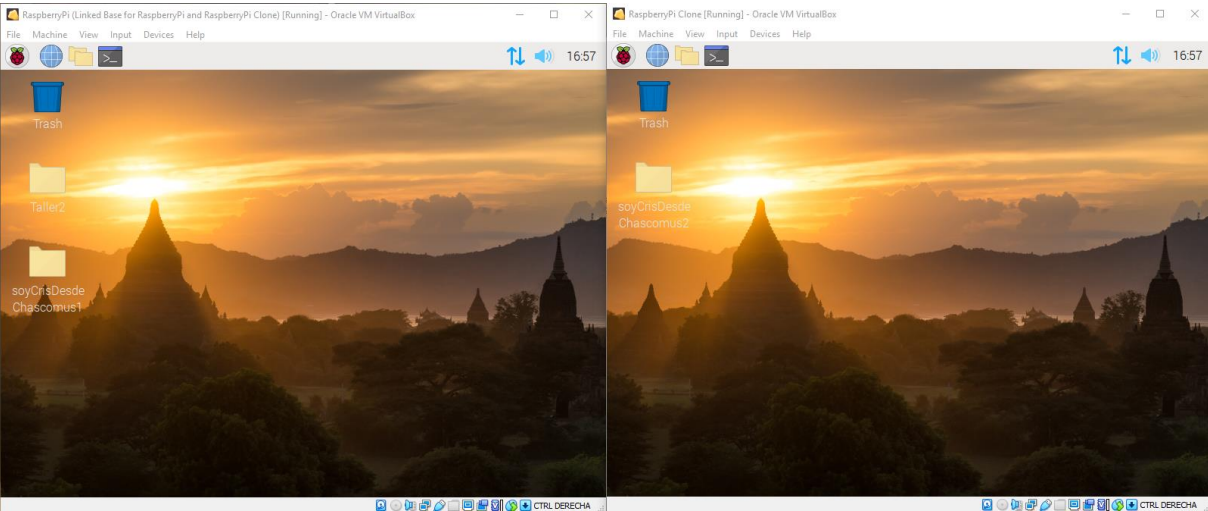 RaspberryPi (Linked Base for RaspberryPi and RaspberryPi Clone) [Running] - Oracle VM VirtualBox
File Machine View Input Devices Help
16:57
Trash
Taller2
soyCrisDesde
Chascomus1
CTRL DERECHA
RaspberryPi Clone [Running] - Oracle VM VirtualBox
File Machine View Input Devices Help
16:57
Trash
soyCrisDesde
Chascomus2
CTRL DERECHA